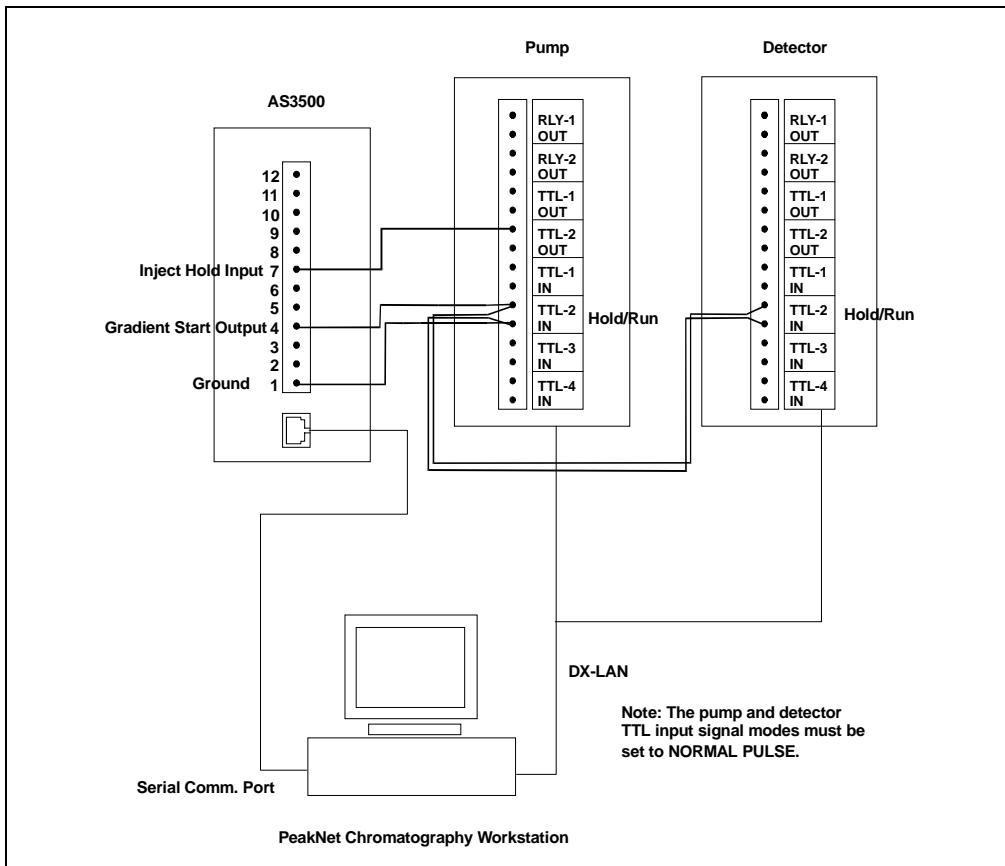 Pump
Detector
AS3500
12
11
10
9
8
Inject Hold Input 7
6
5
Gradient Start Output 4
3
2
Ground 1
RLY-1
OUT
RLY-2
OUT
TTL-1
OUT
TTL-2
OUT
TTL-1
IN
TTL-2
IN
Hold/Run
TTL-3
IN
TTL-4
IN
RLY-1
OUT
RLY-2
OUT
TTL-1
OUT
TTL-2
OUT
TTL-1
IN
TTL-2
IN
Hold/Run
TTL-3
IN
TTL-4
IN
DX-LAN
Note: The pump and detector
TTL input signal modes must be
set to NORMAL PULSE.
Serial Comm. Port
PeakNet Chromatography Workstation